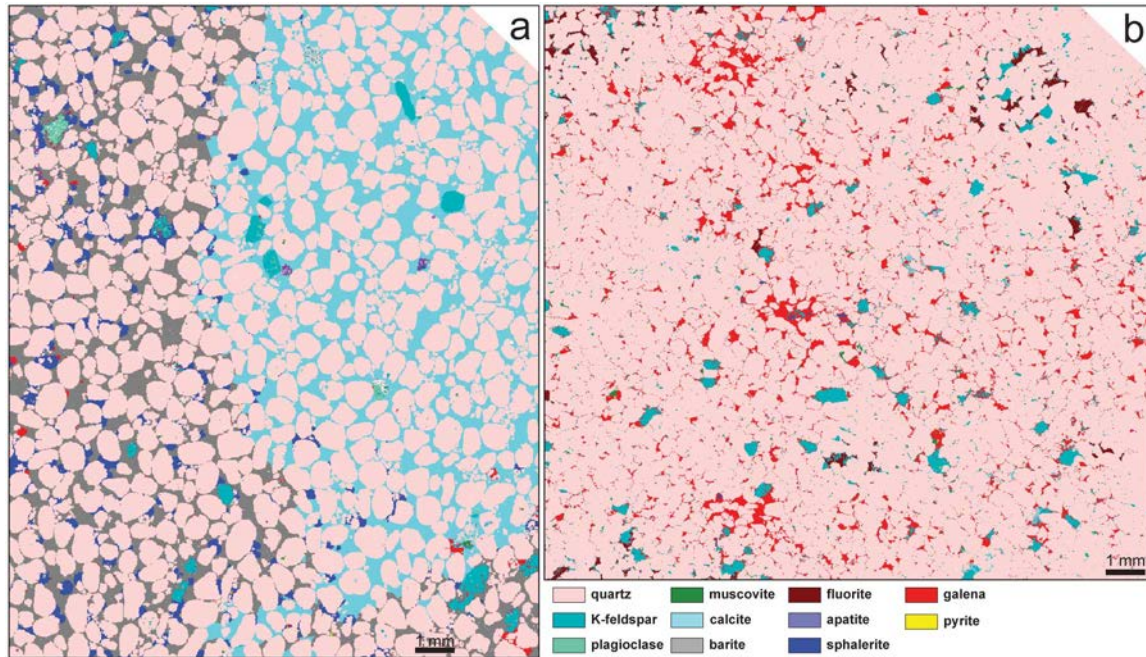 a
b
1 mm
1 mm
quartz muscovite fluorite galena
K-feldspar calcite apatite pyrite
plagioclase barite sphalerite